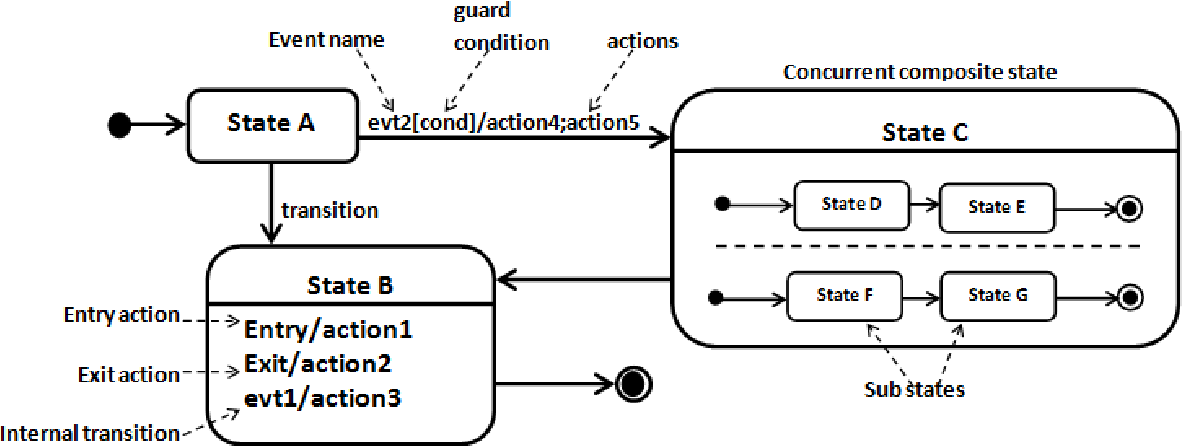 guard
Event name
condition
actions
Concurrent composite state
State A
evt2[cond]/action4;action5
State C
State D
State E
transition
State B
State F
State G
Entry action
Entry/action1
Exit action
Exit/action2
Sub states
evt1/action3
Internal transition